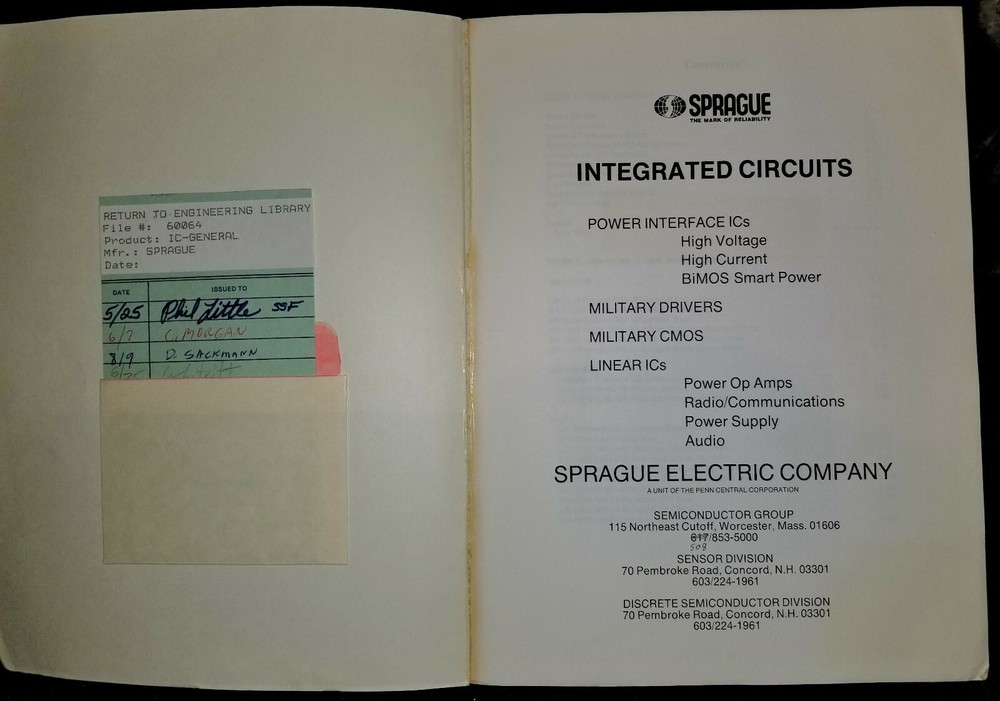 RETURN TO ENGINEERING LIBRARY
File #: 60064
Product: IC-GENERAL
Mfr.: SPRAGUE
Date:
DATE ISSUED TO
5/25 Phil Little SSF
6/7 C. MORGAN
8/9 D. SACKMANN
SPRAGUE
THE MARK OF RELIABILITY
INTEGRATED CIRCUITS
POWER INTERFACE ICs
High Voltage
High Current
BiMOS Smart Power
MILITARY DRIVERS
MILITARY CMOS
LINEAR ICs
Power Op Amps
Radio/Communications
Power Supply
Audio
SPRAGUE ELECTRIC COMPANY
A UNIT OF THE PENN CENTRAL CORPORATION
SEMICONDUCTOR GROUP
115 Northeast Cutoff, Worcester, Mass. 01606
617/853-5000
508
SENSOR DIVISION
70 Pembroke Road, Concord, N.H. 03301
603/224-1961
DISCRETE SEMICONDUCTOR DIVISION
70 Pembroke Road, Concord, N.H. 03301
603/224-1961